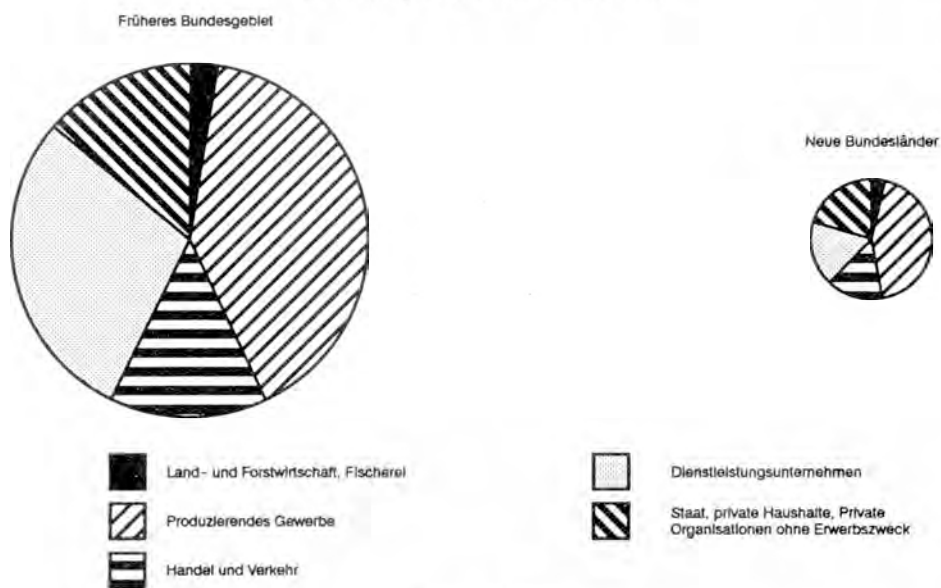 Früheres Bundesgebiet
Neue Bundesländer
Land- und Forstwirtschaft, Fischerei
Produzierendes Gewerbe
Handel und Verkehr
Dienstleistungsunternehmen
Staat, private Haushalte, Private
Organisationen ohne Erwerbszweck